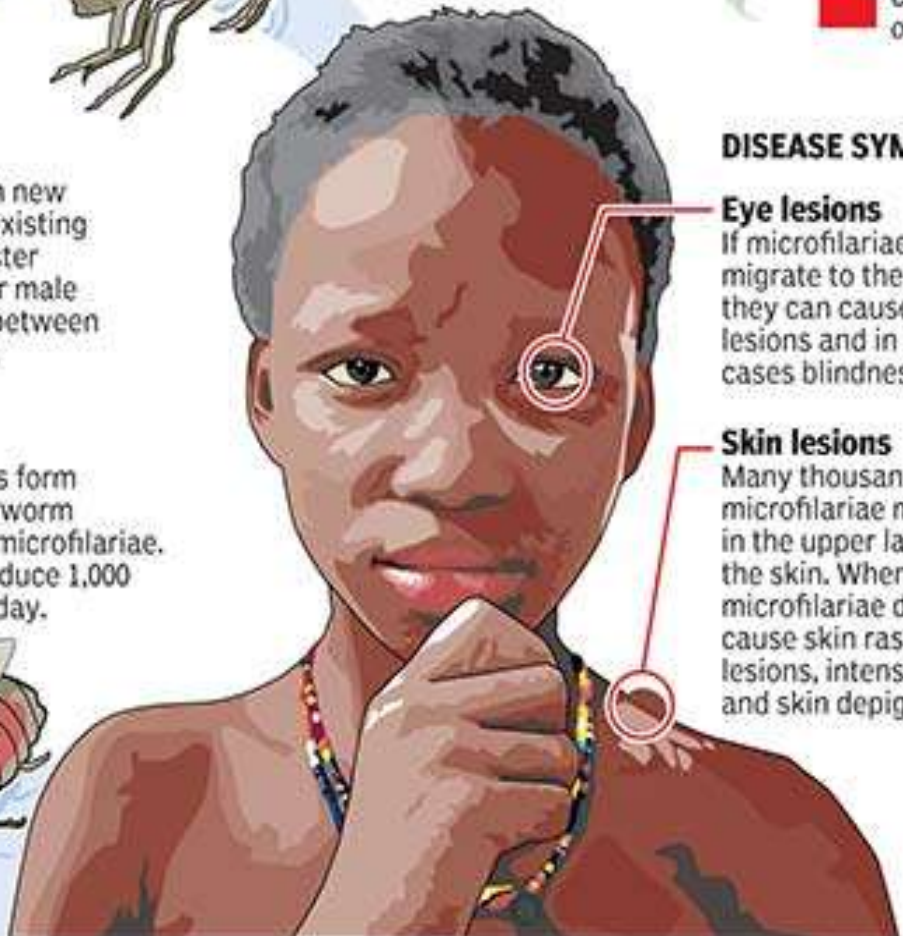 DISEASE SYM
n new
xisting
ter
r male
between
Eye lesions
If microfilariae
migrate to the
they can cause
lesions and in
cases blindnes
s form
worm
microfilariae.
duce 1,000
day.
Skin lesions
Many thousan
microfilariae m
in the upper la
the skin. When
microfilariae d
cause skin ras
lesions, intens
and skin depig